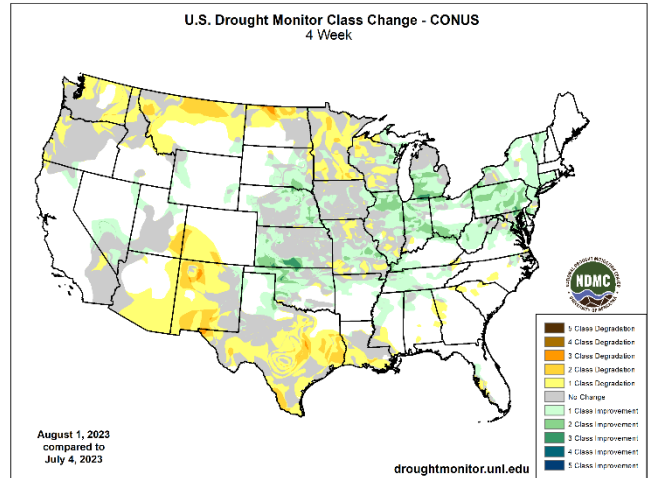 U.S. Drought Monitor Class Change - CONUS
4 Week
NDMC
5 Class Degradation
4 Class Degradation
3 Class Degradation
2 Class Degradation
1 Class Degradation
No Change
1 Class Improvement
2 Class Improvement
3 Class Improvement
4 Class Improvement
5 Class Improvement
August 1, 2023
compared to
July 4, 2023
droughtmonitor.unl.edu